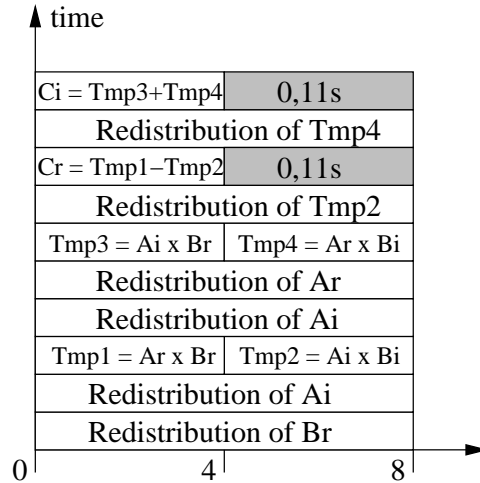 time
Ci = Tmp3+Tmp4 0,11s
Redistribution of Tmp4
Cr = Tmp1−Tmp2 0,11s
Redistribution of Tmp2
Tmp3 = Ai x Br Tmp4 = Ar x Bi
Redistribution of Ar
Redistribution of Ai
Tmp1 = Ar x Br Tmp2 = Ai x Bi
Redistribution of Ai
Redistribution of Br
0 4 8